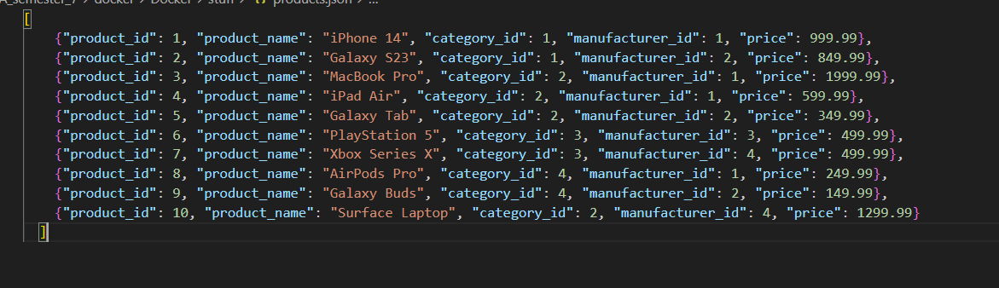 A_semester_7 > docker > Docker > stuff > {} products.json > ...
[
{"product_id": 1, "product_name": "iPhone 14", "category_id": 1, "manufacturer_id": 1, "price": 999.99},
{"product_id": 2, "product_name": "Galaxy S23", "category_id": 1, "manufacturer_id": 2, "price": 849.99},
{"product_id": 3, "product_name": "MacBook Pro", "category_id": 2, "manufacturer_id": 1, "price": 1999.99},
{"product_id": 4, "product_name": "iPad Air", "category_id": 2, "manufacturer_id": 1, "price": 599.99},
{"product_id": 5, "product_name": "Galaxy Tab", "category_id": 2, "manufacturer_id": 2, "price": 349.99},
{"product_id": 6, "product_name": "PlayStation 5", "category_id": 3, "manufacturer_id": 3, "price": 499.99},
{"product_id": 7, "product_name": "Xbox Series X", "category_id": 3, "manufacturer_id": 4, "price": 499.99},
{"product_id": 8, "product_name": "AirPods Pro", "category_id": 4, "manufacturer_id": 1, "price": 249.99},
{"product_id": 9, "product_name": "Galaxy Buds", "category_id": 4, "manufacturer_id": 2, "price": 149.99},
{"product_id": 10, "product_name": "Surface Laptop", "category_id": 2, "manufacturer_id": 4, "price": 1299.99}
]